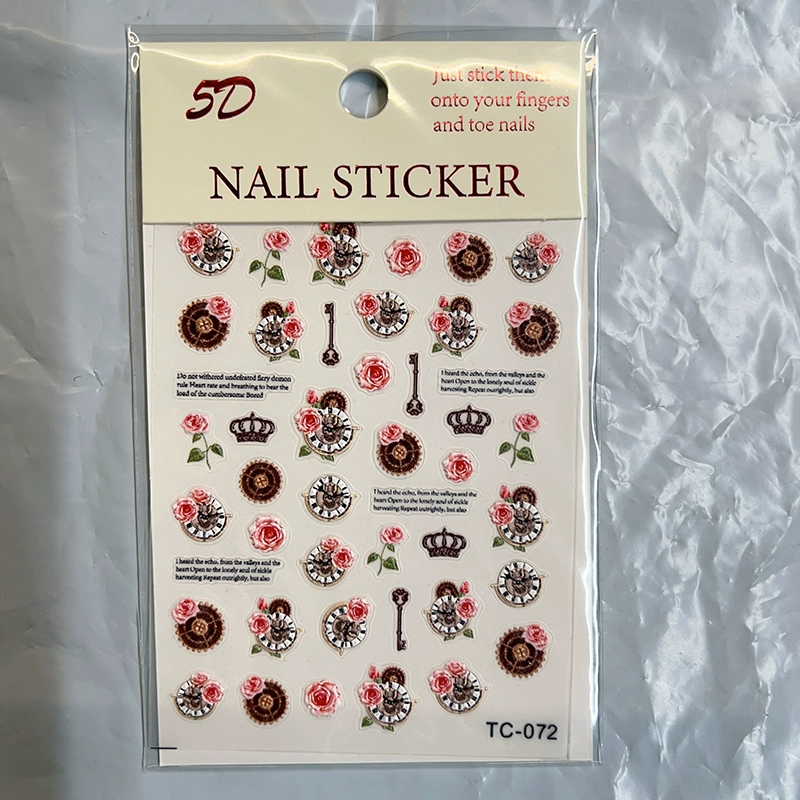 5D
Just stick them
onto your fingers
and toe nails
NAIL STICKER
Do not withered undefeated fiery demon
rule Heart rate and breathing to bear the
load of the cumbersome Bored
I heard the echo, from the valleys and the
heart Open to the lonely soul of sickle
harvesting Repeat outrightly, but also
I heard the echo, from the valleys and the
heart Open to the lonely soul of sickle
harvesting Repeat outrightly, but also
I heard the echo, from the valleys and the
heart Open to the lonely soul of sickle
harvesting Repeat outrightly, but also
TC-072